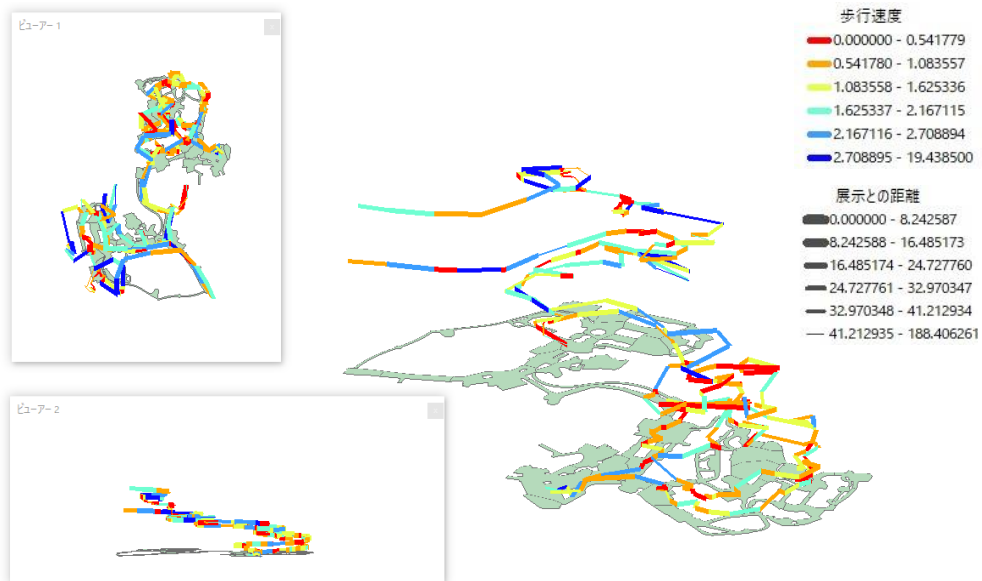 ビューアー 1
歩行速度
0.000000 - 0.541779
0.541780 - 1.083557
1.083558 - 1.625336
1.625337 - 2.167115
2.167116 - 2.708894
2.708895 - 19.438500
展示との距離
0.000000 - 8.242587
8.242588 - 16.485173
16.485174 - 24.727760
24.727761 - 32.970347
32.970348 - 41.212934
41.212935 - 188.406261
ビューアー 2